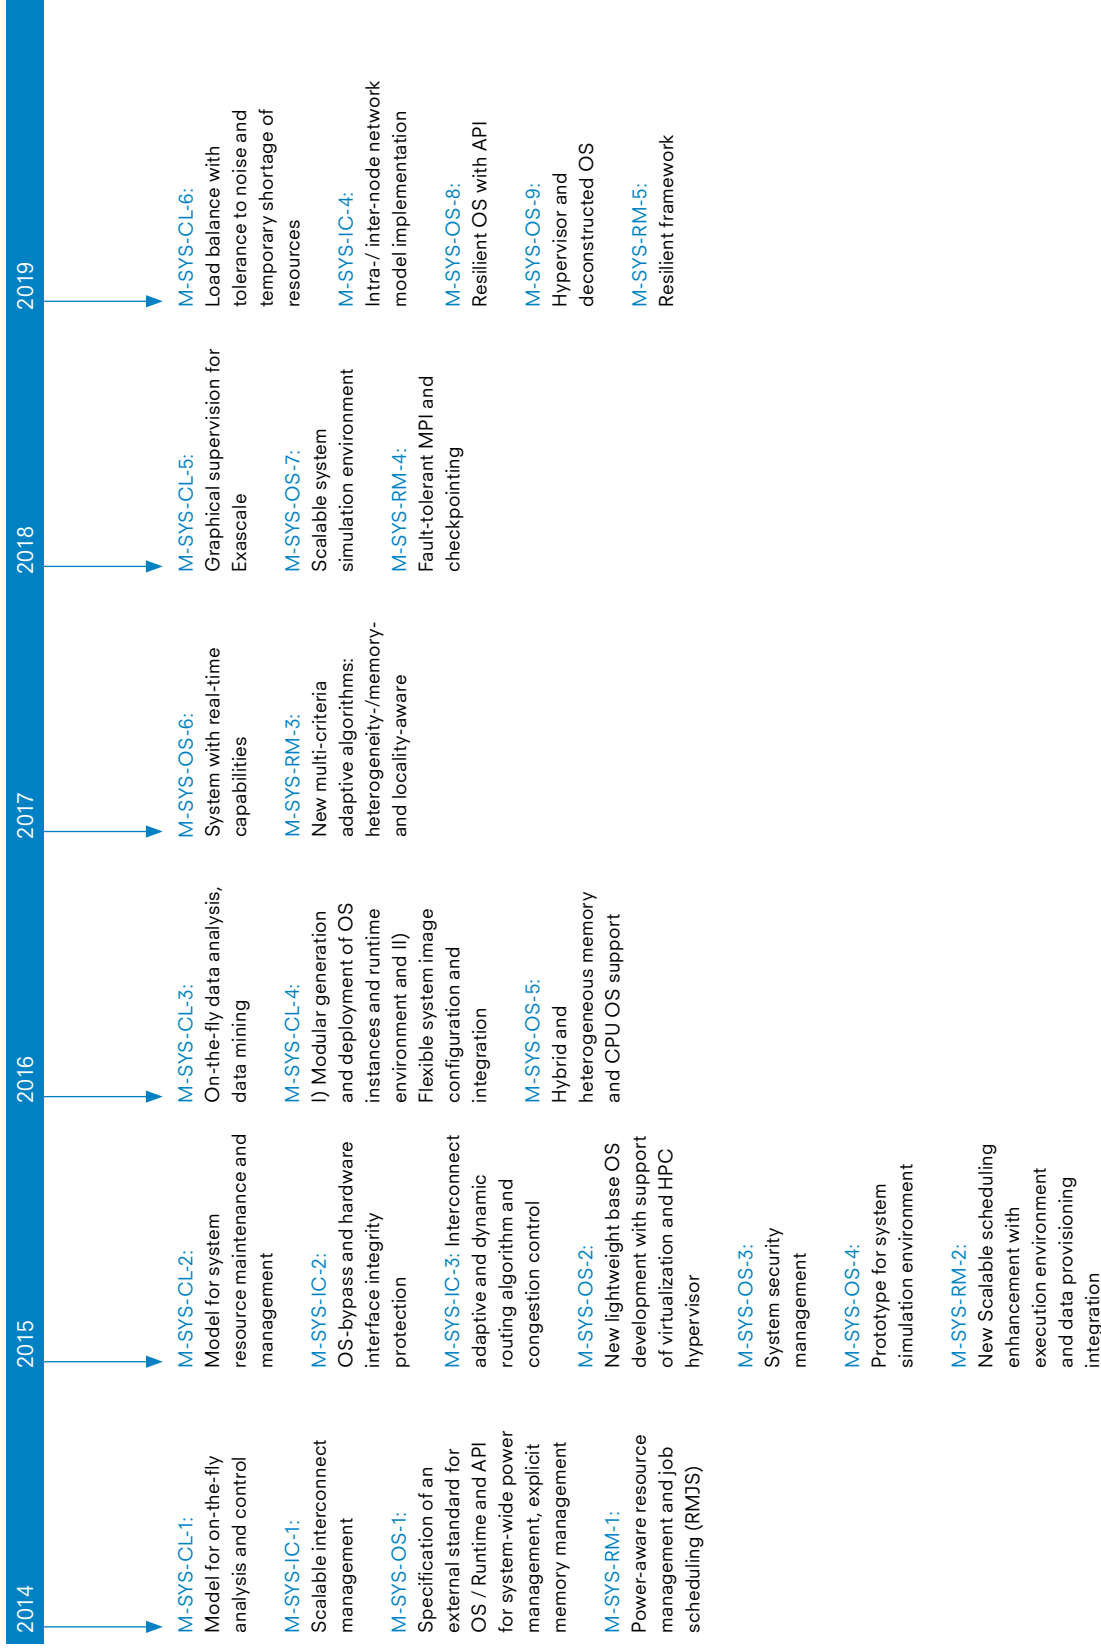 2014
M-SYS-CL-1:
Model for on-the-fly
analysis and control
M-SYS-IC-1:
Scalable interconnect
management
M-SYS-OS-1:
Specification of an
external standard for
OS / Runtime and API
for system-wide power
management, explicit
memory management
M-SYS-RM-1:
Power-aware resource
management and job
scheduling (RMJS)
2015
M-SYS-CL-2:
Model for system
resource maintenance and
management
M-SYS-IC-2:
OS-bypass and hardware
interface integrity
protection
M-SYS-IC-3: Interconnect
adaptive and dynamic
routing algorithm and
congestion control
M-SYS-OS-2:
New lightweight base OS
development with support
of virtualization and HPC
hypervisor
M-SYS-OS-3:
System security
management
M-SYS-OS-4:
Prototype for system
simulation environment
M-SYS-RM-2:
New Scalable scheduling
enhancement with
execution environment
and data provisioning
integration
2016
M-SYS-CL-3:
On-the-fly data analysis,
data mining
M-SYS-CL-4:
I) Modular generation
and deployment of OS
instances and runtime
environment and II)
Flexible system image
configuration and
integration
M-SYS-OS-5:
Hybrid and
heterogeneous memory
and CPU OS support
2017
M-SYS-OS-6:
System with real-time
capabilities
M-SYS-RM-3:
New multi-criteria
adaptive algorithms:
heterogeneity-/memory-
and locality-aware
2018
M-SYS-CL-5:
Graphical supervision for
Exascale
M-SYS-OS-7:
Scalable system
simulation environment
M-SYS-RM-4:
Fault-tolerant MPI and
checkpointing
2019
M-SYS-CL-6:
Load balance with
tolerance to noise and
temporary shortage of
resources
M-SYS-IC-4:
Intra-/ inter-node network
model implementation
M-SYS-OS-8:
Resilient OS with API
M-SYS-OS-9:
Hypervisor and
deconstructed OS
M-SYS-RM-5:
Resilient framework